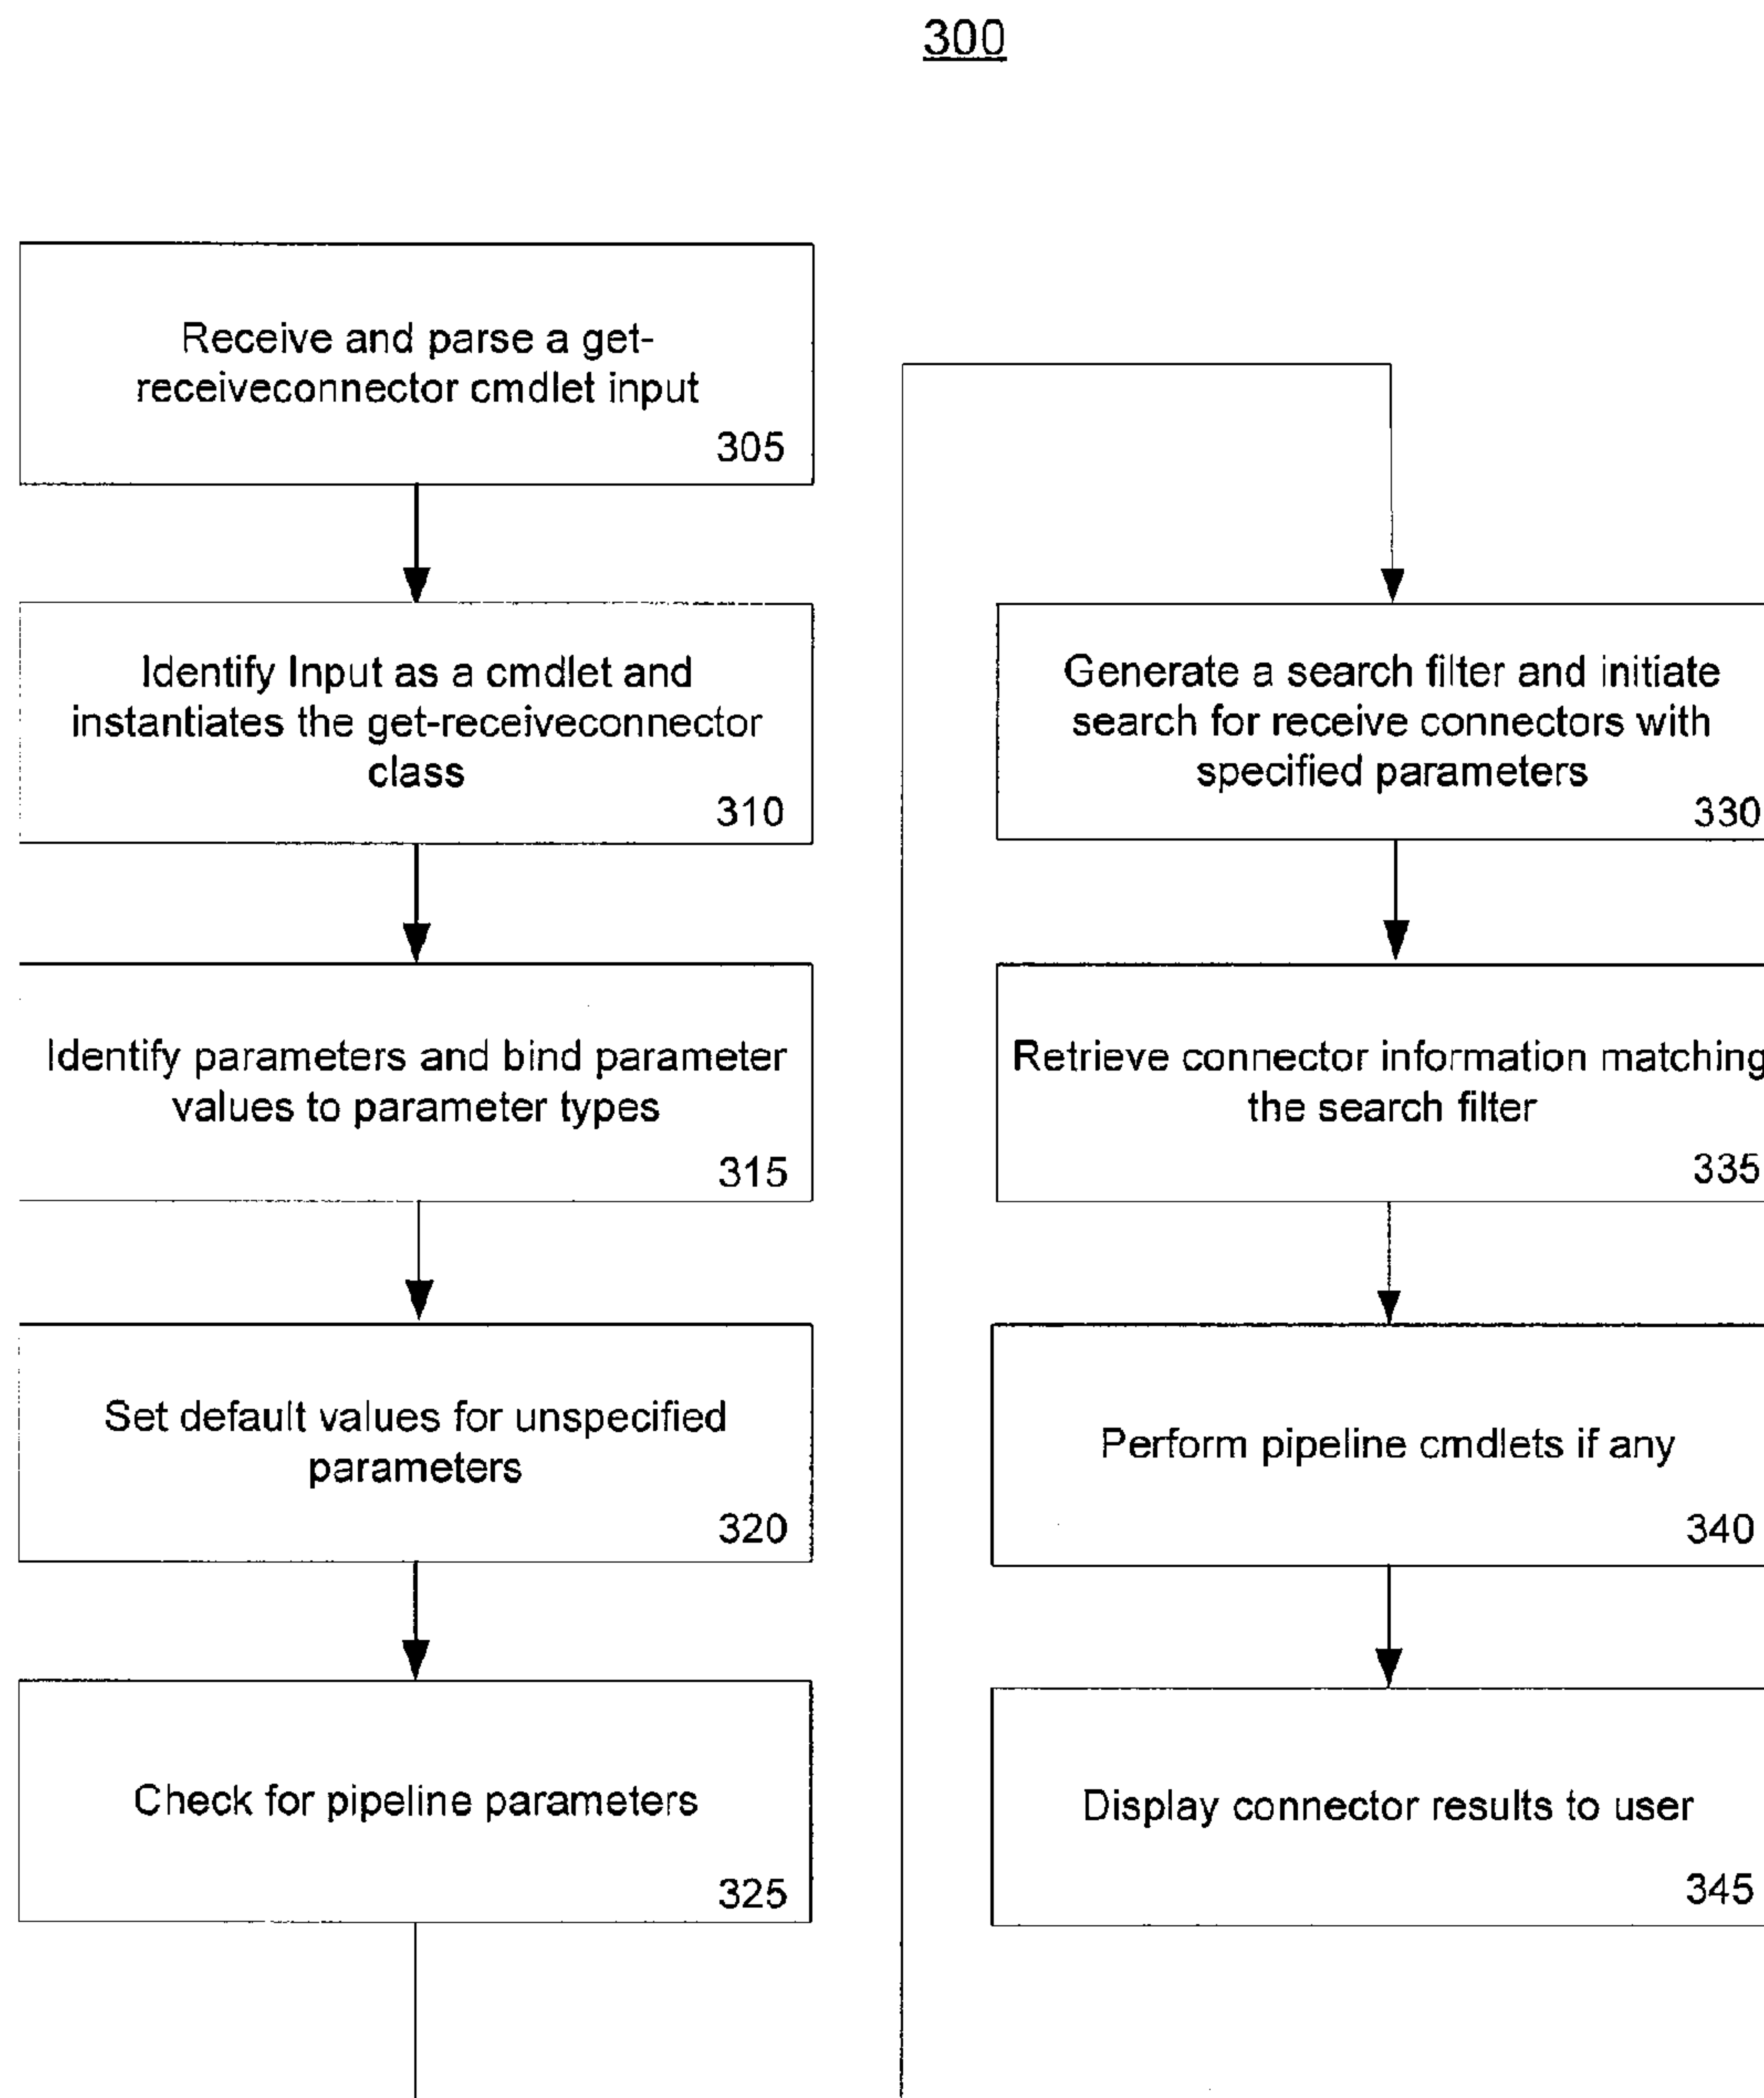 300
Receive and parse a get-
receiveconnector cmdlet input
305
Identify Input as a cmdlet and
instantiates the get-receiveconnector
class
310
Identify parameters and bind parameter
values to parameter types
315
Set default values for unspecified
parameters
320
Check for pipeline parameters
325
Generate a search filter and initiate
search for receive connectors with
specified parameters
330
Retrieve connector information matching
the search filter
335
Perform pipeline cmdlets if any
340
Display connector results to user
345